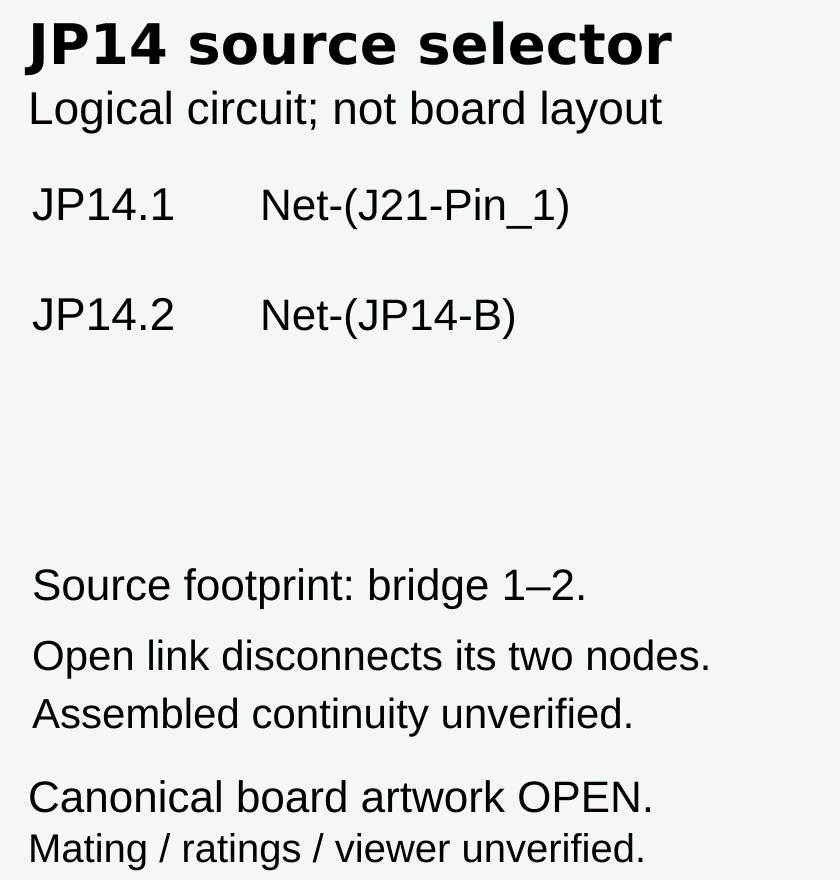 JP14 source selector
Logical circuit; not board layout
JP14.1 Net-(J21-Pin_1)
JP14.2 Net-(JP14-B)
Source footprint: bridge 1–2.
Open link disconnects its two nodes.
Assembled continuity unverified.
Canonical board artwork OPEN.
Mating / ratings / viewer unverified.